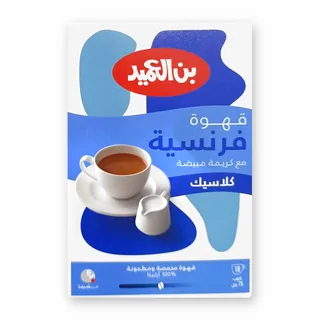 بن العميد
قهوة
فرنسية
مع كريمة مبيضة
كلاسيك
قهوة محمصة ومطحونة
100% أرابيكا